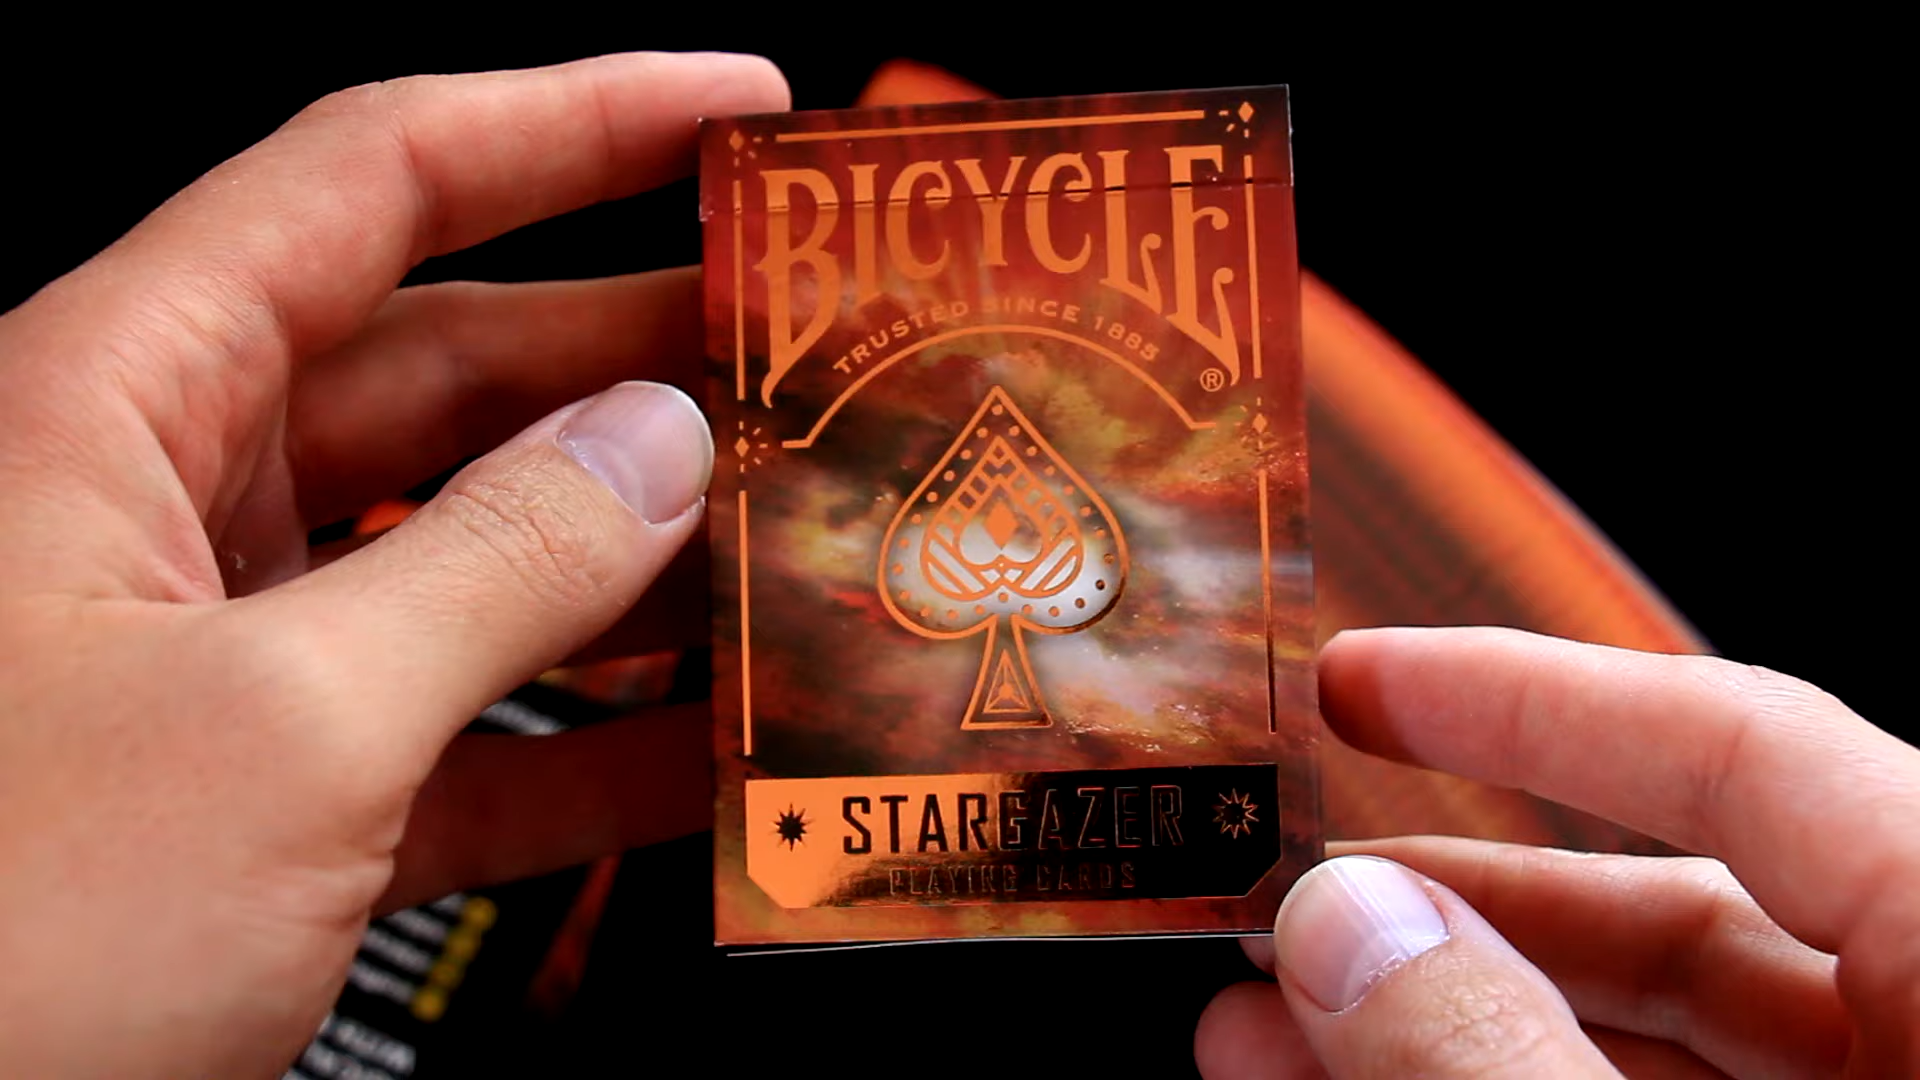 BICYCLE
TRUSTED SINCE 1885
®
STARGAZER
PLAYING CARDS